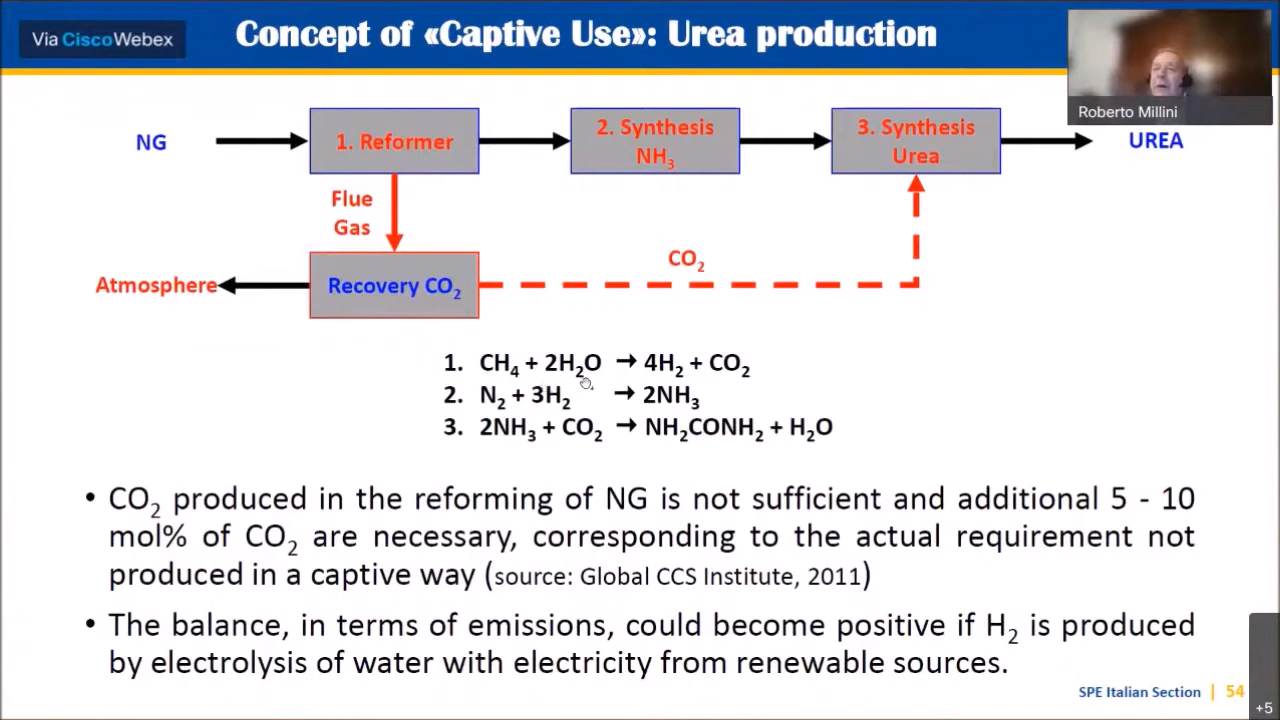 Via CiscoWebex
Concept of «Captive Use»: Urea production
Roberto Millini
NG
1. Reformer
2. Synthesis
NH₃
3. Synthesis
Urea
UREA
Flue
Gas
CO₂
Atmosphere
Recovery CO₂
1. CH₄ + 2H₂O → 4H₂ + CO₂
2. N₂ + 3H₂ → 2NH₃
3. 2NH₃ + CO₂ → NH₂CONH₂ + H₂O
• CO₂ produced in the reforming of NG is not sufficient and additional 5 - 10
mol% of CO₂ are necessary, corresponding to the actual requirement not
produced in a captive way (source: Global CCS Institute, 2011)
• The balance, in terms of emissions, could become positive if H₂ is produced
by electrolysis of water with electricity from renewable sources.
SPE Italian Section | 54
+5